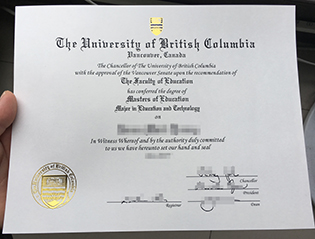 The University of British Columbia
Vancouver, Canada
The Chancellor of The University of British Columbia
with the approval of the Vancouver Senate upon the recommendation of
The Faculty of Education
has conferred the degree of
Masters of Education
Major in Education and Technology
on
In Witness Whereof and by the authority duly committed
to us we have hereunto set our hand and seal
Chancellor
President
Registrar
Dean